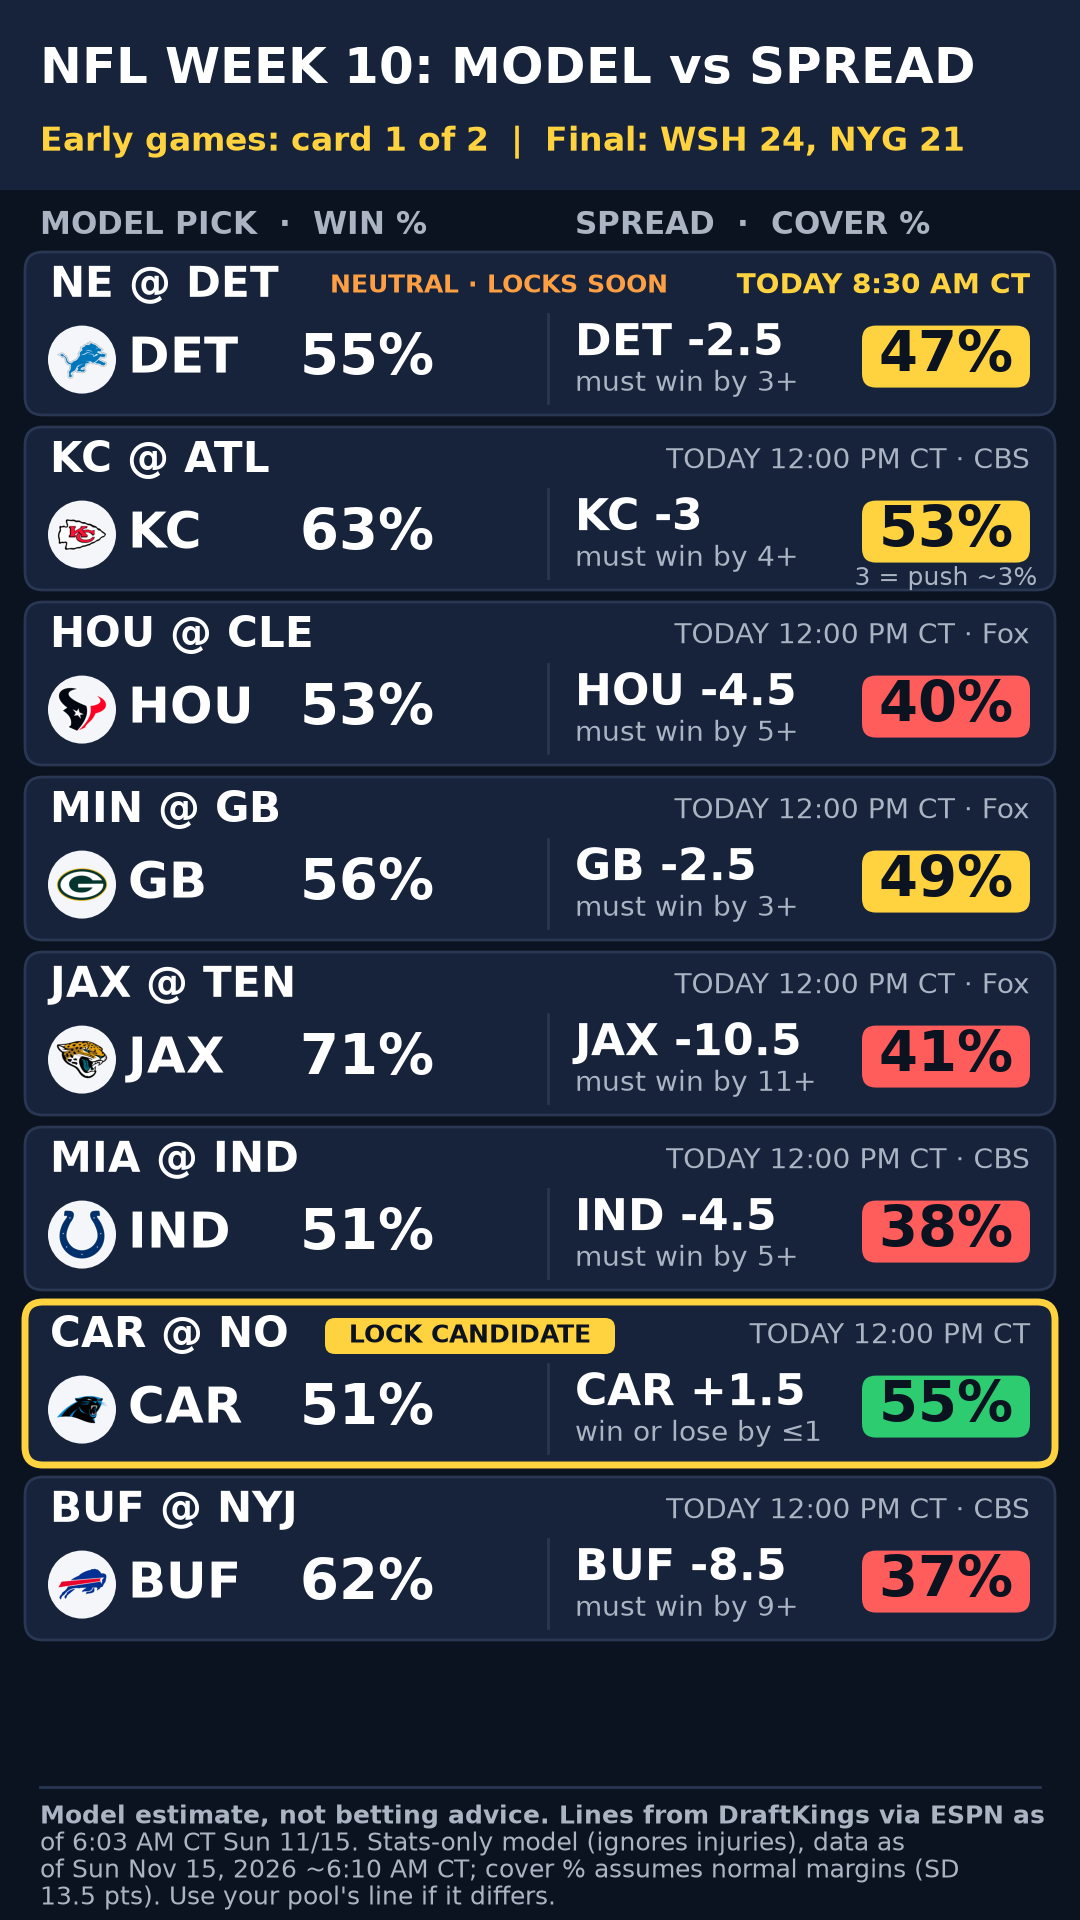 NFL WEEK 10: MODEL vs SPREAD
Early games: card 1 of 2 | Final: WSH 24, NYG 21
MODEL PICK · WIN % SPREAD · COVER %
NE @ DET NEUTRAL · LOCKS SOON TODAY 8:30 AM CT
DET 55% DET -2.5 47%
must win by 3+
KC @ ATL TODAY 12:00 PM CT · CBS
KC 63% KC -3 53%
must win by 4+
3 = push ~3%
HOU @ CLE TODAY 12:00 PM CT · Fox
HOU 53% HOU -4.5 40%
must win by 5+
MIN @ GB TODAY 12:00 PM CT · Fox
GB 56% GB -2.5 49%
must win by 3+
JAX @ TEN TODAY 12:00 PM CT · Fox
JAX 71% JAX -10.5 41%
must win by 11+
MIA @ IND TODAY 12:00 PM CT · CBS
IND 51% IND -4.5 38%
must win by 5+
CAR @ NO LOCK CANDIDATE TODAY 12:00 PM CT
CAR 51% CAR +1.5 55%
win or lose by ≤1
BUF @ NYJ TODAY 12:00 PM CT · CBS
BUF 62% BUF -8.5 37%
must win by 9+
Model estimate, not betting advice. Lines from DraftKings via ESPN as
of 6:03 AM CT Sun 11/15. Stats-only model (ignores injuries), data as
of Sun Nov 15, 2026 ~6:10 AM CT; cover % assumes normal margins (SD
13.5 pts). Use your pool's line if it differs.